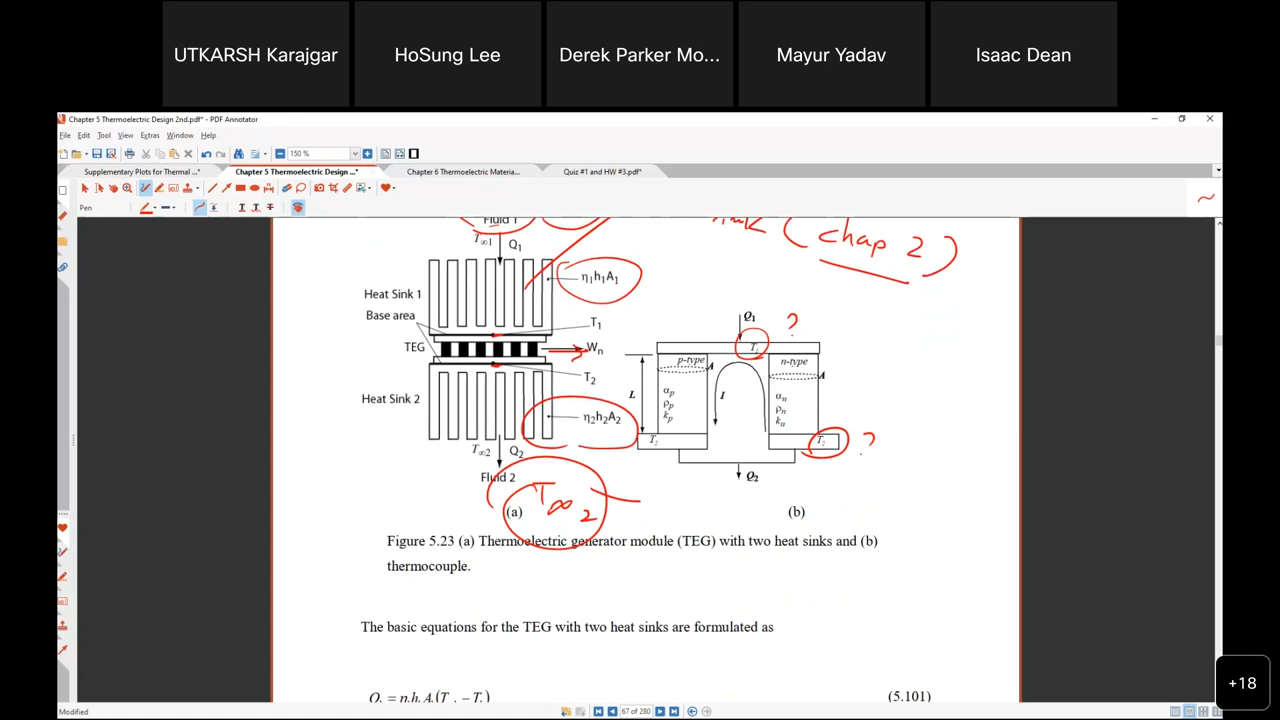 UTKARSH Karajgar
HoSung Lee
Derek Parker Mo...
Mayur Yadav
Isaac Dean
Chapter 5 Thermoelectric Design 2nd.pdf* - PDF Annotator
File Edit Tool View Extras Window Help
150 %
Supplementary Plots for Thermal ...*
Chapter 5 Thermoelectric Design ...*
Chapter 6 Thermoelectric Materia...
Quiz #1 and HW #3.pdf*
Pen
Fluid 1
sink (chap 2)
T∞1 Q1
η1h1A1
Heat Sink 1
Base area
T1
TEG
Wn
T2
Heat Sink 2
η2h2A2
T∞2 Q2
Fluid 2
T∞2
(a)
Q1
?
T1
p-type
n-type
A
A
L
I
αp
ρp
kp
αn
ρn
kn
T2
T2
?
Q2
(b)
Figure 5.23 (a) Thermoelectric generator module (TEG) with two heat sinks and (b)
thermocouple.
The basic equations for the TEG with two heat sinks are formulated as
(5.101)
+18
Modified
67 of 280